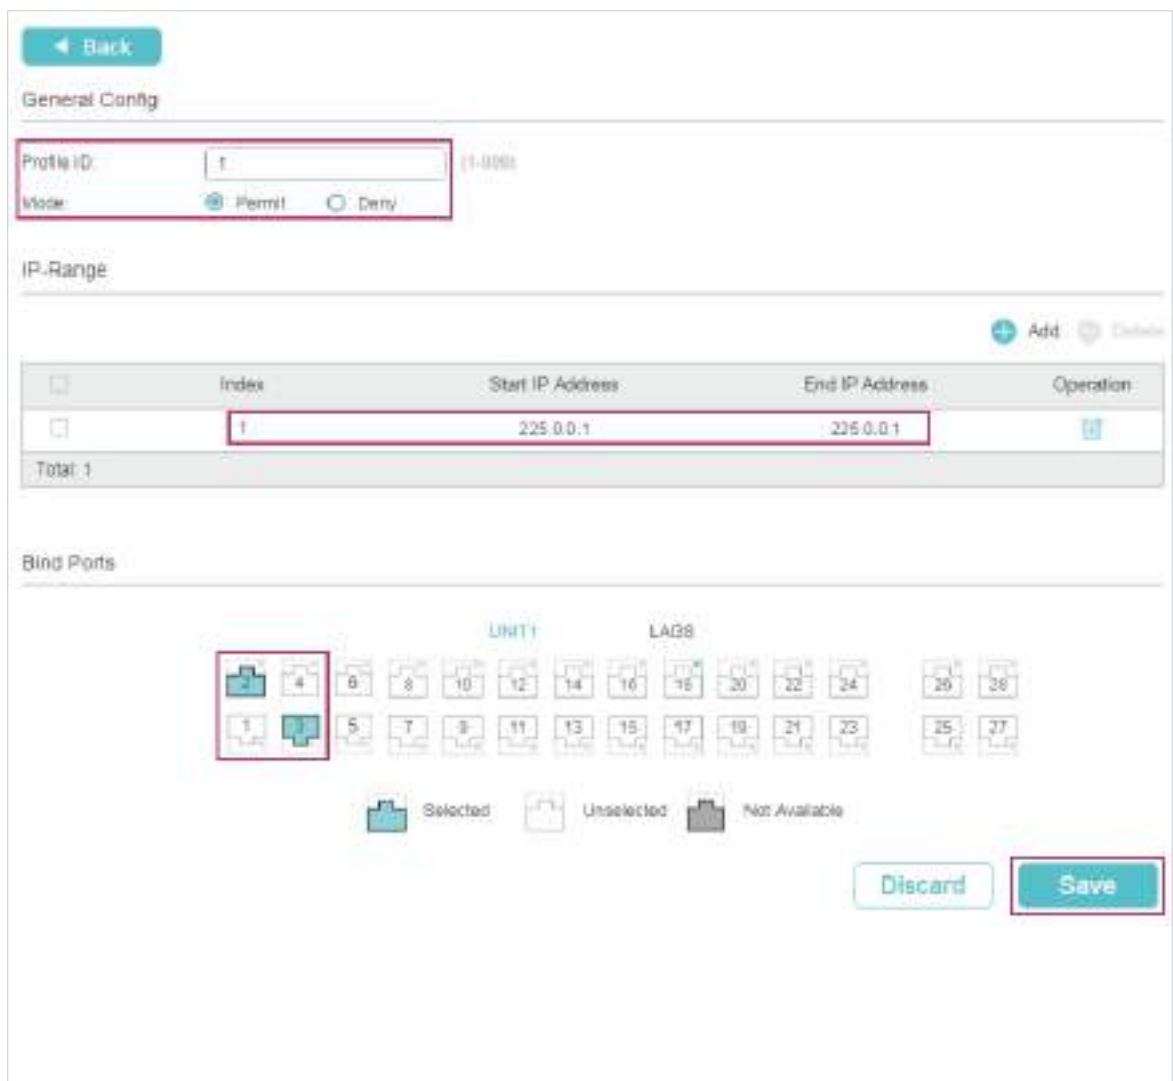 Back
General Config
Profile ID: 1 (1-999)
Mode: Permit Deny
IP-Range
Add Delete
Index Start IP Address End IP Address Operation
1 225.0.0.1 225.0.0.1
Total: 1
Bind Ports
UNIT1 LAGS
2 4 6 8 10 12 14 16 18 20 22 24 26 28
1 3 5 7 9 11 13 15 17 19 21 23 25 27
Selected Unselected Not Available
Discard Save